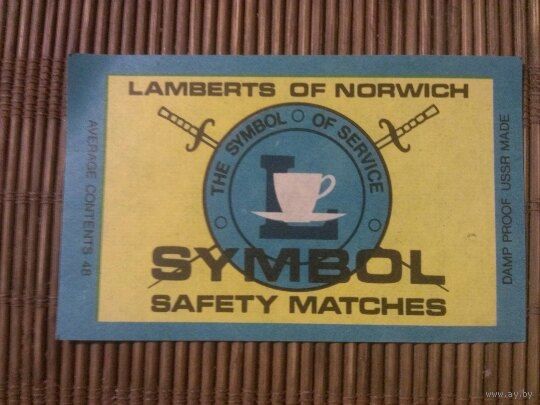 LAMBERTS OF NORWICH
THE SYMBOL OF SERVICE
L
SYMBOL
SAFETY MATCHES
AVERAGE CONTENTS 48
DAMP PROOF USSR MADE
www.ay.by